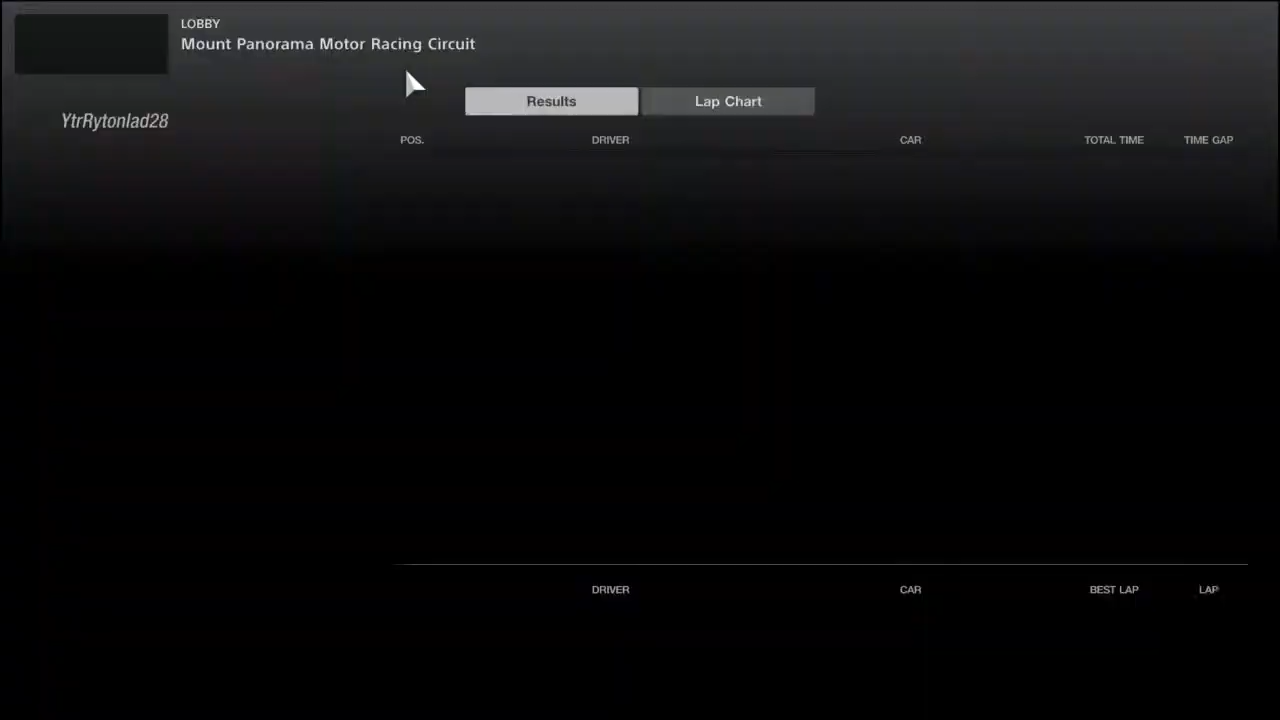 LOBBY
Mount Panorama Motor Racing Circuit
Results Lap Chart
YtrRytonlad28
POS. DRIVER CAR TOTAL TIME TIME GAP
DRIVER CAR BEST LAP LAP